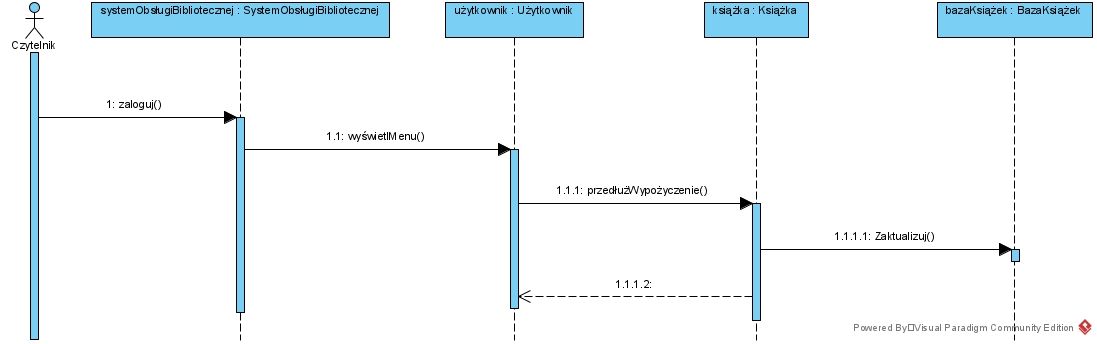 systemObsługiBibliotecznej : SystemObsługiBibliotecznej
użytkownik : Użytkownik
książka : Książka
bazaKsiążek : BazaKsiążek
Czytelnik
1: zaloguj()
1.1: wyświetlMenu()
1.1.1: przedłużWypożyczenie()
1.1.1.1: Zaktualizuj()
1.1.1.2:
Powered By Visual Paradigm Community Edition